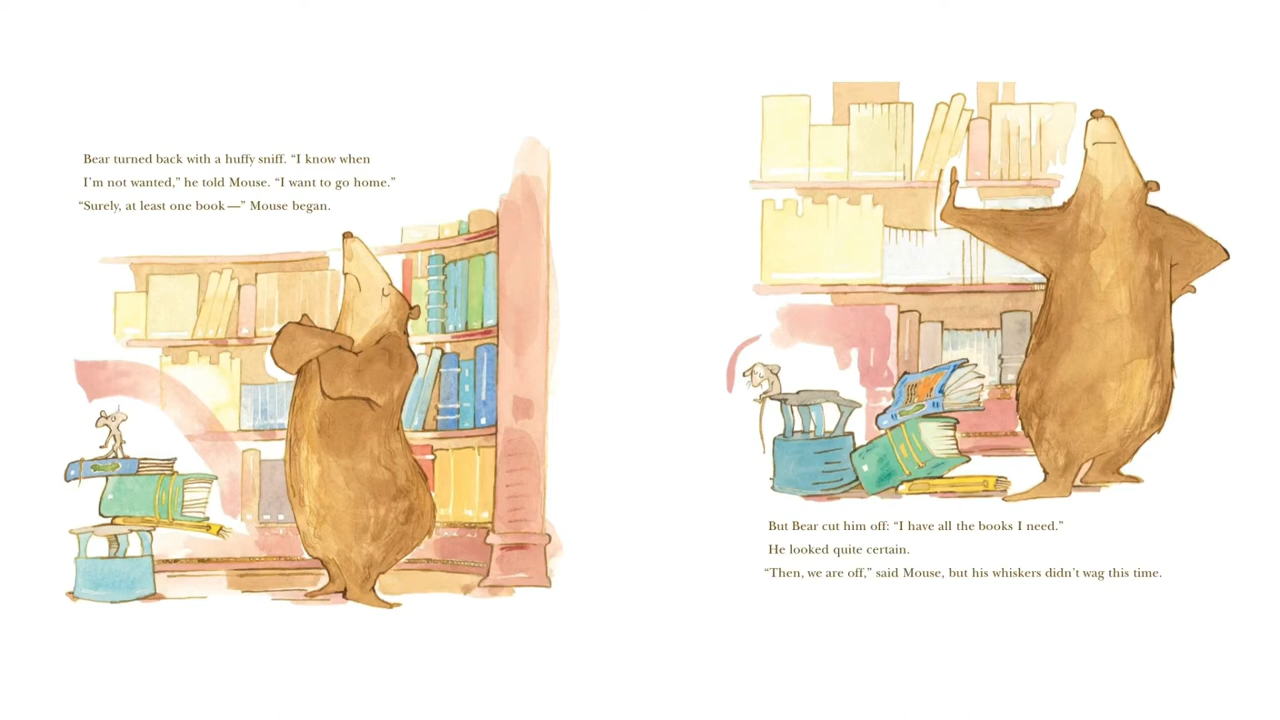 Bear turned back with a huffy sniff. “I know when
I’m not wanted,” he told Mouse. “I want to go home.”
“Surely, at least one book—” Mouse began.
But Bear cut him off: “I have all the books I need.”
He looked quite certain.
“Then, we are off,” said Mouse, but his whiskers didn’t wag this time.